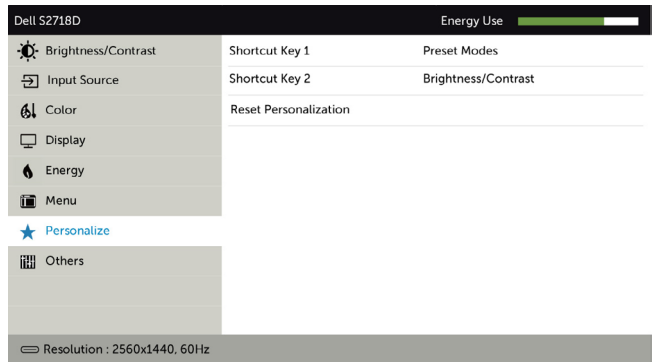 Dell S2718D Energy Use
Brightness/Contrast Shortcut Key 1 Preset Modes
Input Source Shortcut Key 2 Brightness/Contrast
Color Reset Personalization
Display
Energy
Menu
Personalize
Others
Resolution : 2560x1440, 60Hz